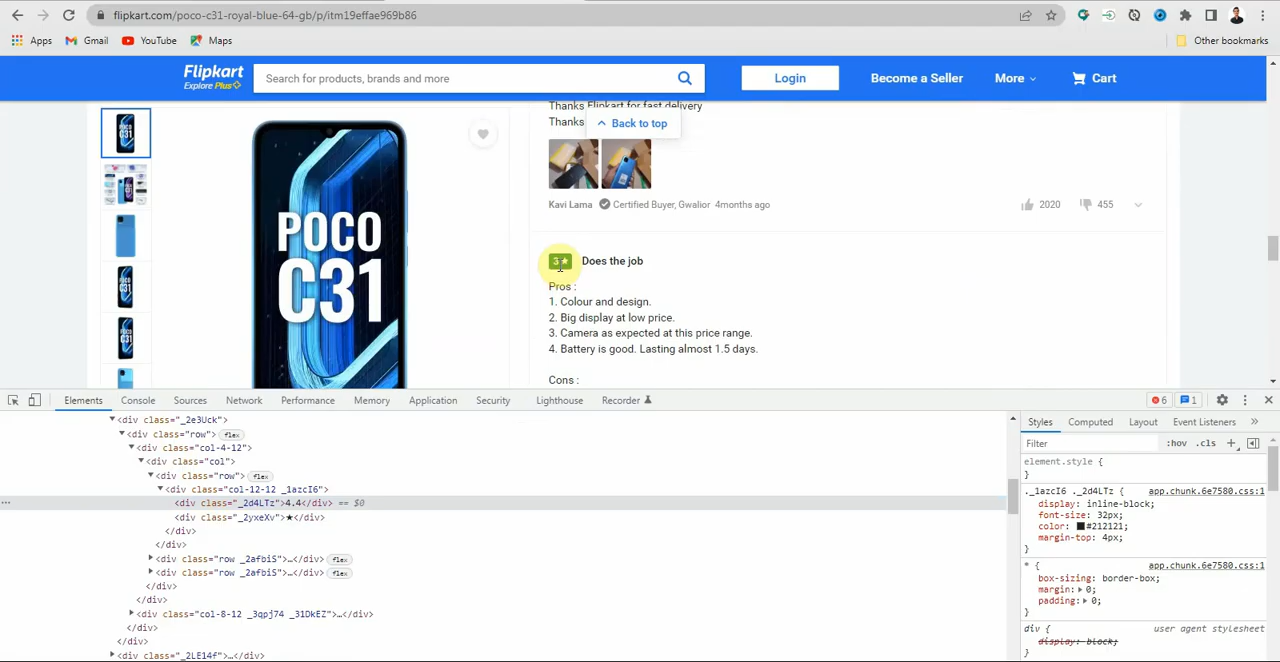 flipkart.com/poco-c31-royal-blue-64-gb/p/itm19effae969b86
Apps Gmail YouTube Maps Other bookmarks
Flipkart
Explore Plus
Search for products, brands and more
Login
Become a Seller
More
Cart
Thanks Flipkart for fast delivery
Thanks
Back to top
POCO
C31
POCO
C31
Kavi Lama Certified Buyer, Gwalior 4months ago 2020 455
3★ Does the job
Pros :
1. Colour and design.
2. Big display at low price.
3. Camera as expected at this price range.
4. Battery is good. Lasting almost 1.5 days.
Cons :
Elements Console Sources Network Performance Memory Application Security Lighthouse Recorder 6 1
<div class="_2e3Uck">
<div class="row"> flex
<div class="col-4-12">
<div class="col">
<div class="row"> flex
<div class="col-12-12 _1azcI6">
... <div class="_2d4LTz">4.4</div> == $0
<div class="_2yxeXv">★</div>
</div>
</div>
<div class="row _2afbiS">…</div> flex
<div class="row _2afbiS">…</div> flex
</div>
</div>
<div class="col-8-12 _3qpj74 _31DkEZ">…</div>
</div>
</div>
<div class="_2LE14f">…</div>
Styles Computed Layout Event Listeners »
Filter :hov .cls +
element.style {
}
._1azcI6 ._2d4LTz { app.chunk.6e7580.css:1
display: inline-block;
font-size: 32px;
color: #212121;
margin-top: 4px;
}
* { app.chunk.6e7580.css:1
box-sizing: border-box;
margin: 0;
padding: 0;
}
div { user agent stylesheet
display: block;
}